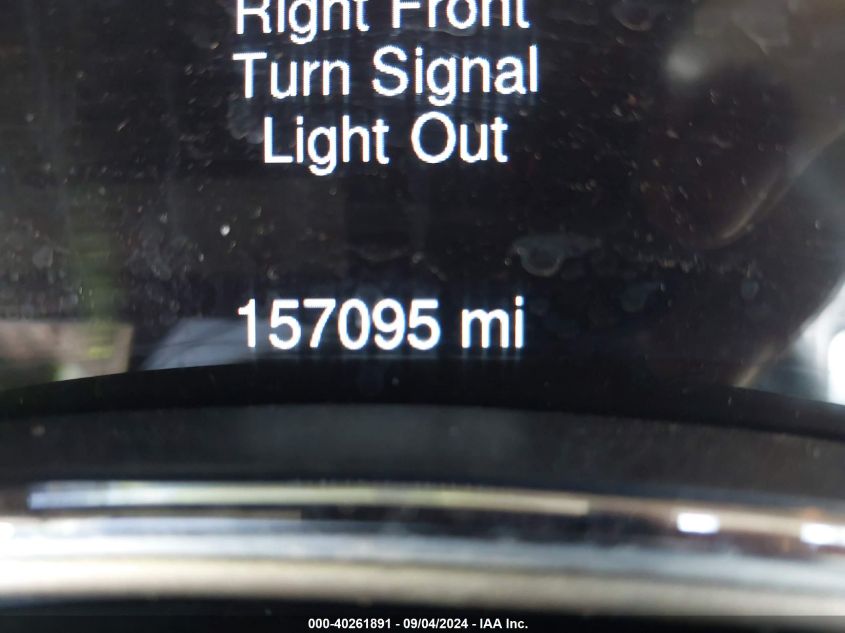 Right Front
Turn Signal
Light Out
157095 mi
000-40261891 - 09/04/2024 - IAA Inc.